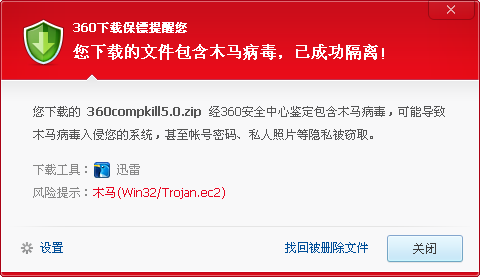 360下载保德提醒您
您下载的文件包含木马病毒，已成功隔离！
您下载的 360compkill5.0.zip 经360安全中心鉴定包含木马病毒，可能导致
木马病毒入侵您的系统，甚至帐号密码、私人照片等隐私被窃取。
下载工具： 迅雷
风险提示：木马(Win32/Trojan.ec2)
设置 找回被删除文件 关闭